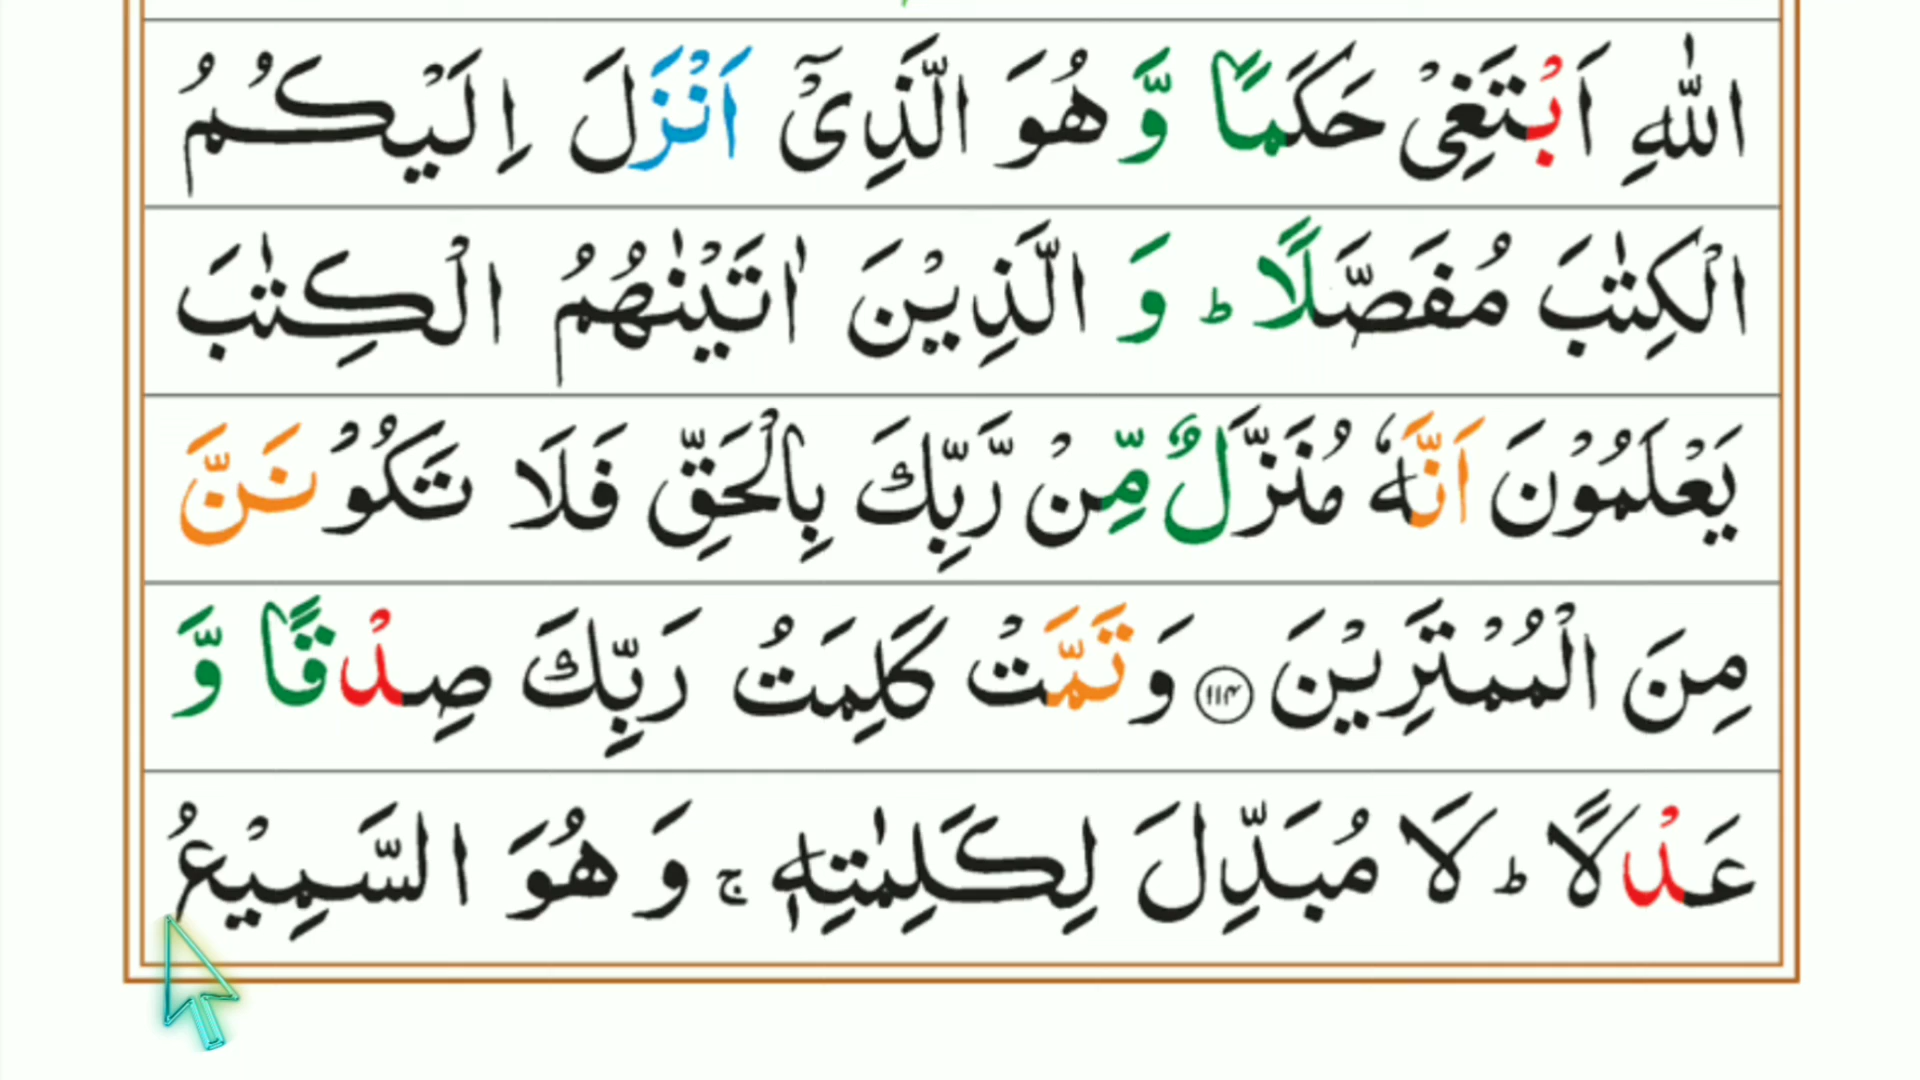 اللّٰهِ اَبْتَغِیْ حَكَمًا وَّ هُوَ الَّذِیْۤ اَنْزَلَ اِلَیْكُمُ
الْكِتٰبَ مُفَصَّلًا ؕ وَ الَّذِیْنَ اٰتَیْنٰهُمُ الْكِتٰبَ
یَعْلَمُوْنَ اَنَّهٗ مُنَزَّلٌ مِّنْ رَّبِّكَ بِالْحَقِّ فَلَا تَكُوْنَنَّ
مِنَ الْمُمْتَرِیْنَ ﴿۱۱۴﴾ وَ تَمَّتْ كَلِمَتُ رَبِّكَ صِدْقًا وَّ
عَدْلًا ؕ لَا مُبَدِّلَ لِكَلِمٰتِهٖ ۚ وَ هُوَ السَّمِیْعُ